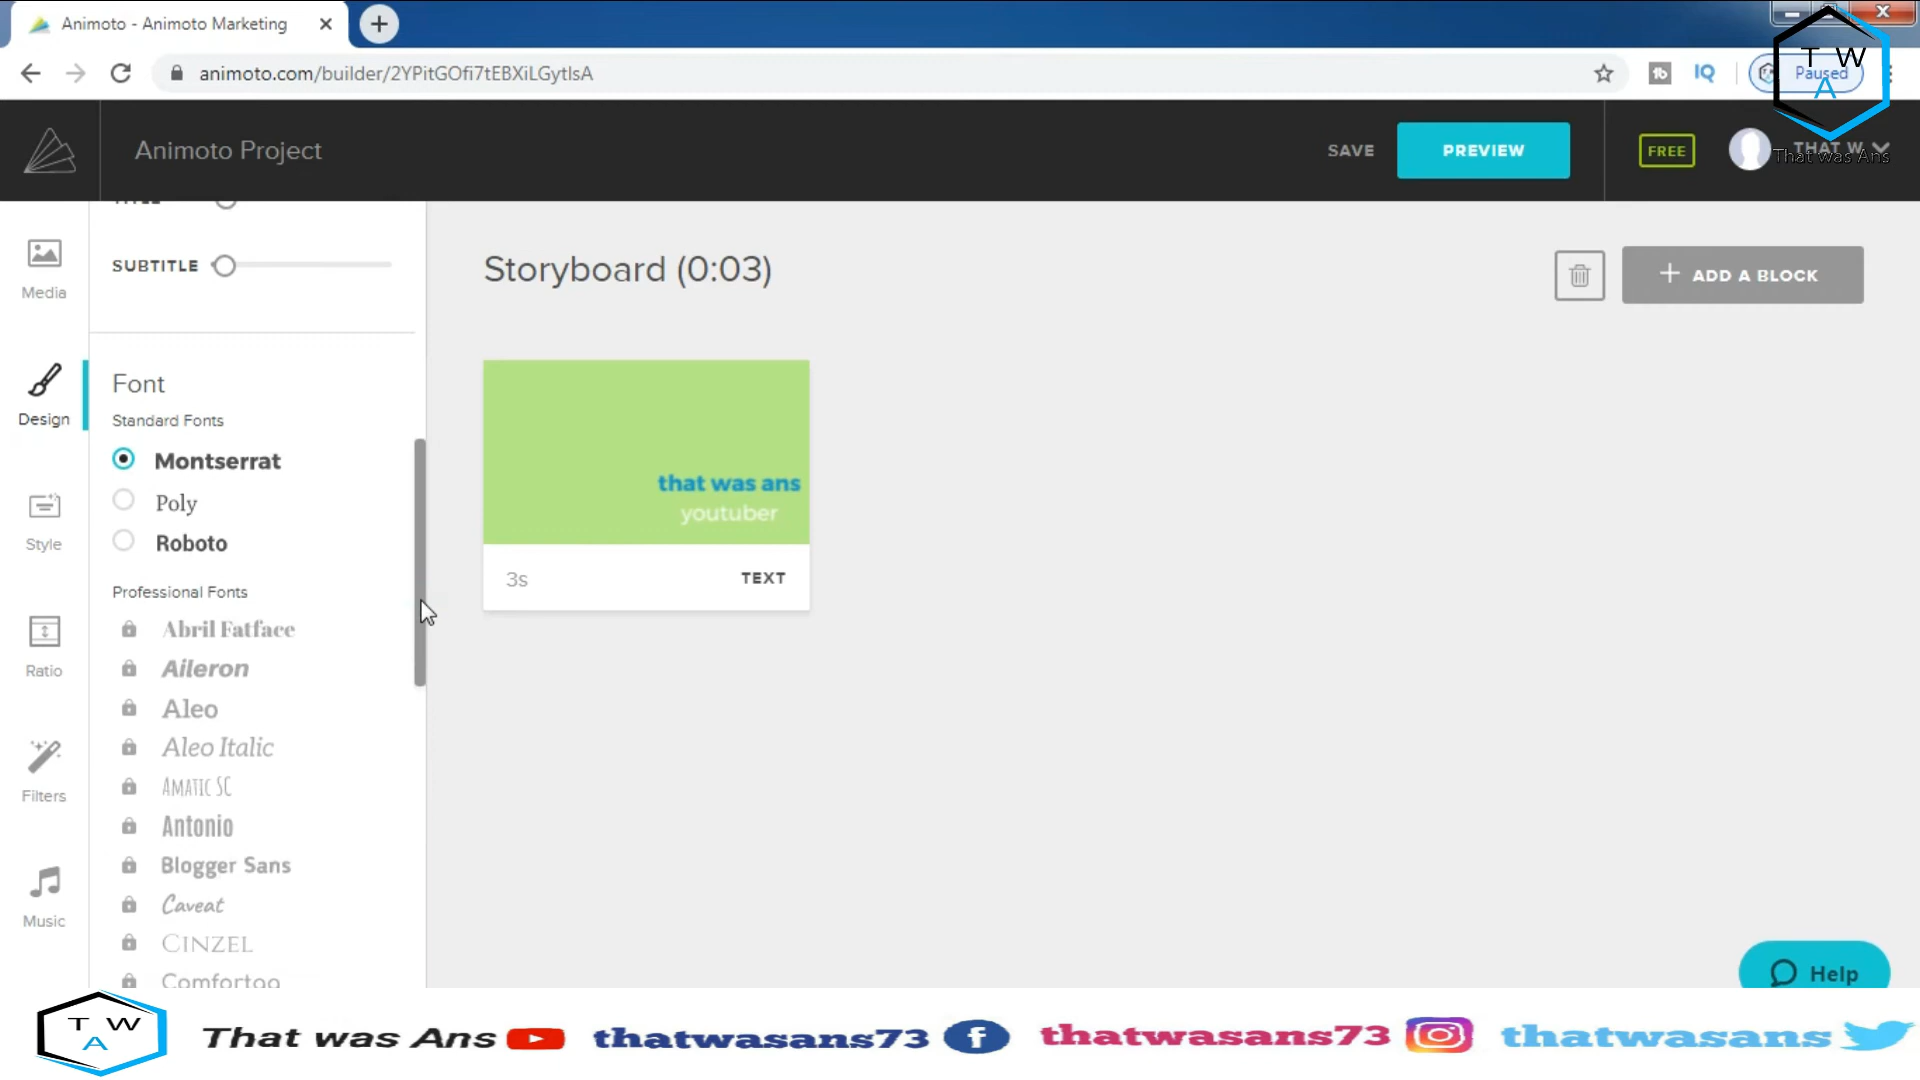 Animoto - Animoto Marketing
animoto.com/builder/2YPitGOfi7tEBXiLGytIsA
IQ
Paused
T W
A
That was Ans
Animoto Project
SAVE
PREVIEW
FREE
THAT W
Media
Design
Style
Ratio
Filters
Music
SUBTITLE
Font
Standard Fonts
Montserrat
Poly
Roboto
Professional Fonts
Abril Fatface
Aileron
Aleo
Aleo Italic
AMATIC SC
Antonio
Blogger Sans
Caveat
CINZEL
Comfortaa
Storyboard (0:03)
+ ADD A BLOCK
that was ans
youtuber
3s
TEXT
Help
T W
A
That was Ans
thatwasans73
thatwasans73
thatwasans